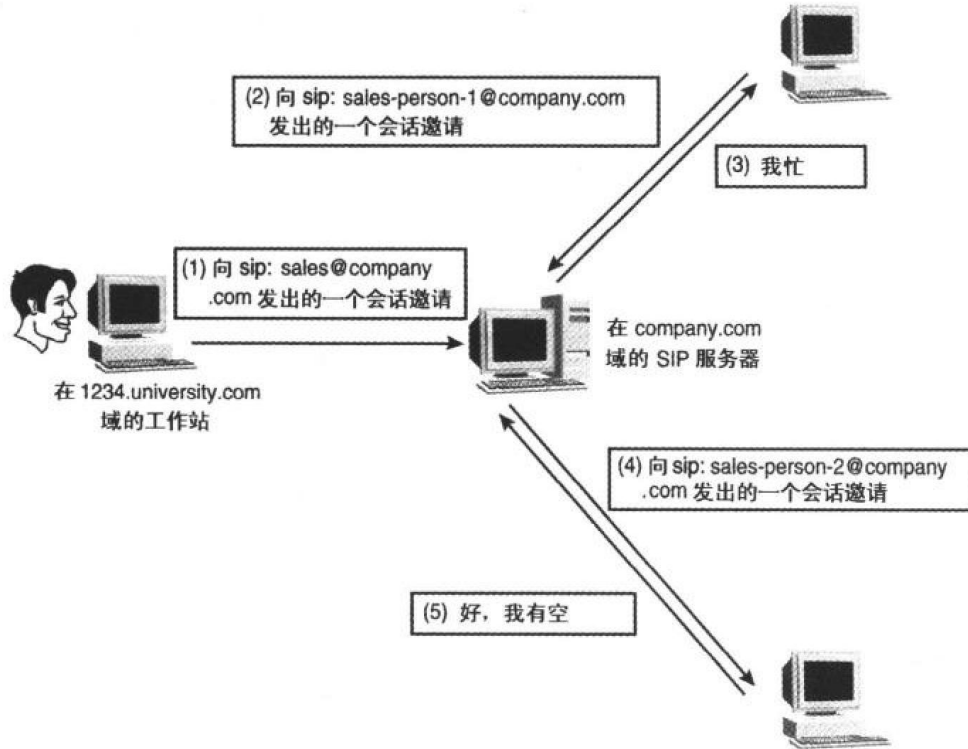 (2) 向 sip: sales-person-1@company.com
发出的一个会话邀请
(3) 我忙
(1) 向 sip: sales@company
.com 发出的一个会话邀请
在 company.com
域的 SIP 服务器
在 1234.university.com
域的工作站
(4) 向 sip: sales-person-2@company
.com 发出的一个会话邀请
(5) 好，我有空